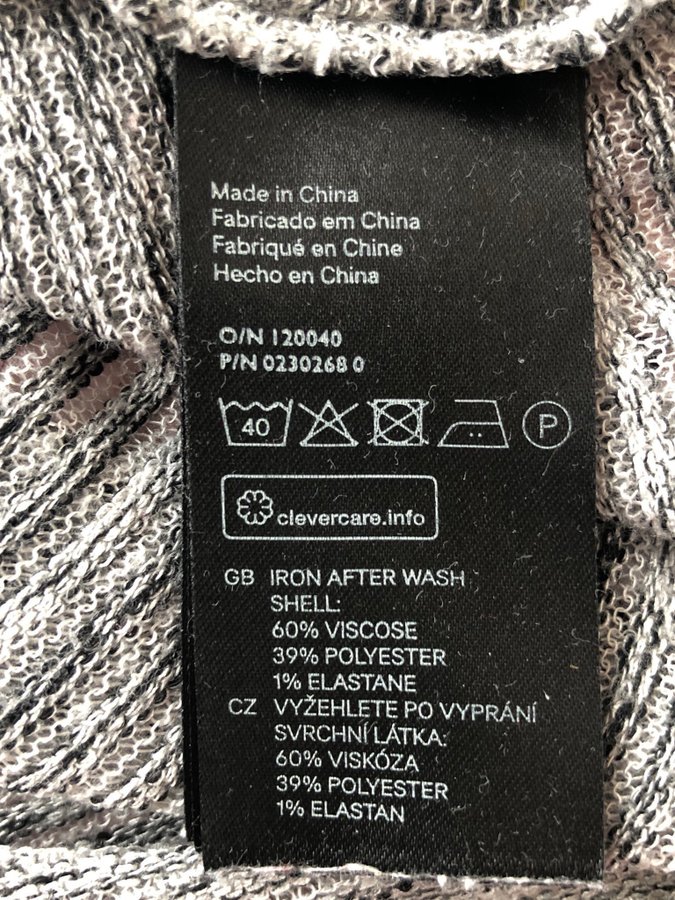 Made in China
Fabricado em China
Fabriqué en Chine
Hecho en China
O/N 120040
P/N 0230268 0
40 P
clevercare.info
GB IRON AFTER WASH
SHELL:
60% VISCOSE
39% POLYESTER
1% ELASTANE
CZ VYŽEHLETE PO VYPRÁNÍ
SVRCHNÍ LÁTKA:
60% VISKÓZA
39% POLYESTER
1% ELASTAN